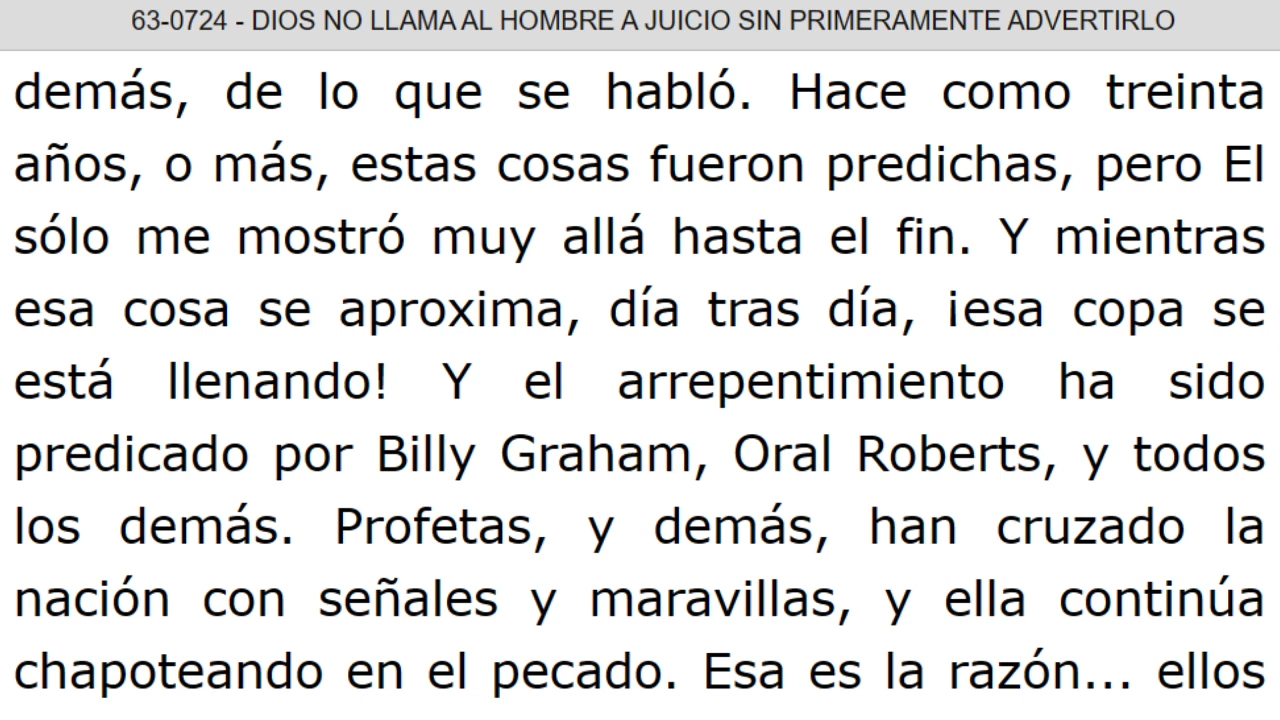 63-0724 - DIOS NO LLAMA AL HOMBRE A JUICIO SIN PRIMERAMENTE ADVERTIRLO
demás, de lo que se habló. Hace como treinta
años, o más, estas cosas fueron predichas, pero El
sólo me mostró muy allá hasta el fin. Y mientras
esa cosa se aproxima, día tras día, ¡esa copa se
está llenando! Y el arrepentimiento ha sido
predicado por Billy Graham, Oral Roberts, y todos
los demás. Profetas, y demás, han cruzado la
nación con señales y maravillas, y ella continúa
chapoteando en el pecado. Esa es la razón... ellos